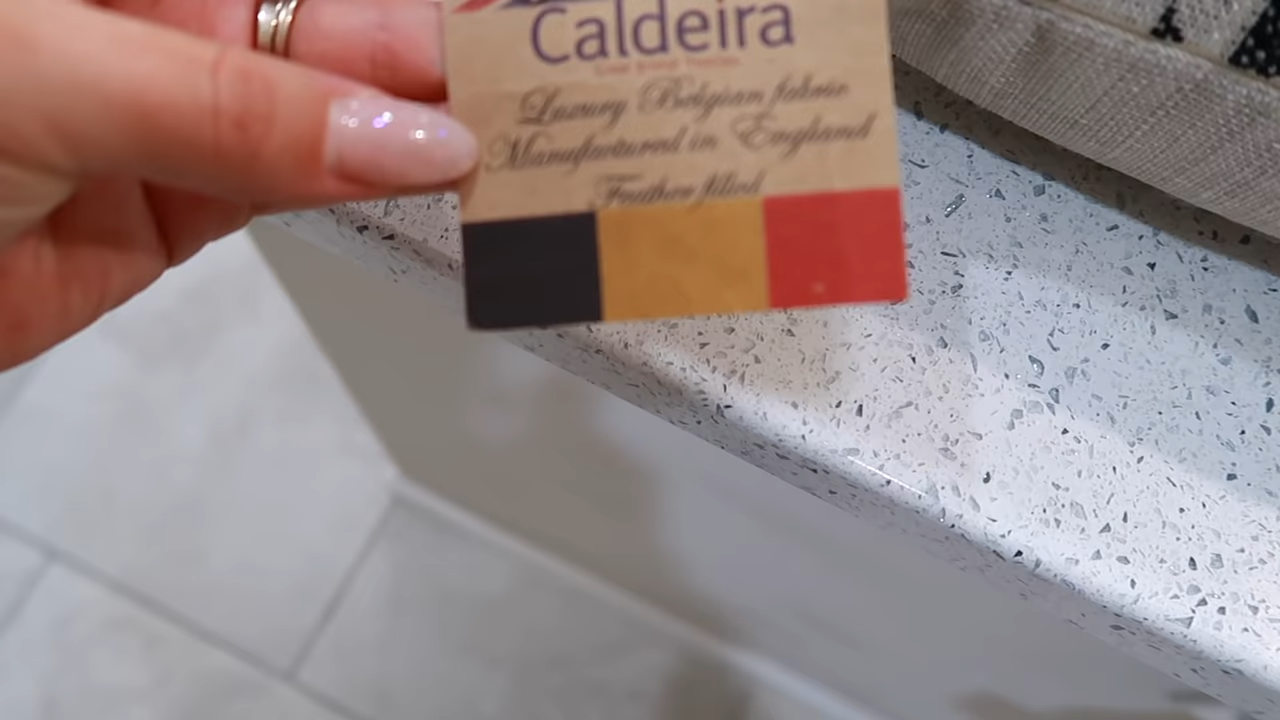 Caldeira
Luxury Belgian fabric
Manufactured in England
Feather filled